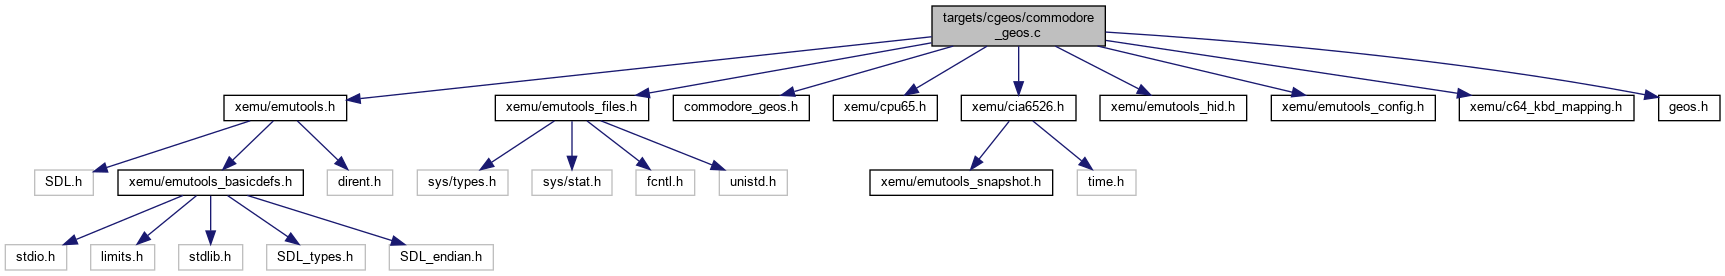 targets/cgeos/commodore
_geos.c
xemu/emutools.h
xemu/emutools_files.h
commodore_geos.h
xemu/cpu65.h
xemu/cia6526.h
xemu/emutools_hid.h
xemu/emutools_config.h
xemu/c64_kbd_mapping.h
geos.h
SDL.h
xemu/emutools_basicdefs.h
dirent.h
sys/types.h
sys/stat.h
fcntl.h
unistd.h
xemu/emutools_snapshot.h
time.h
stdio.h
limits.h
stdlib.h
SDL_types.h
SDL_endian.h